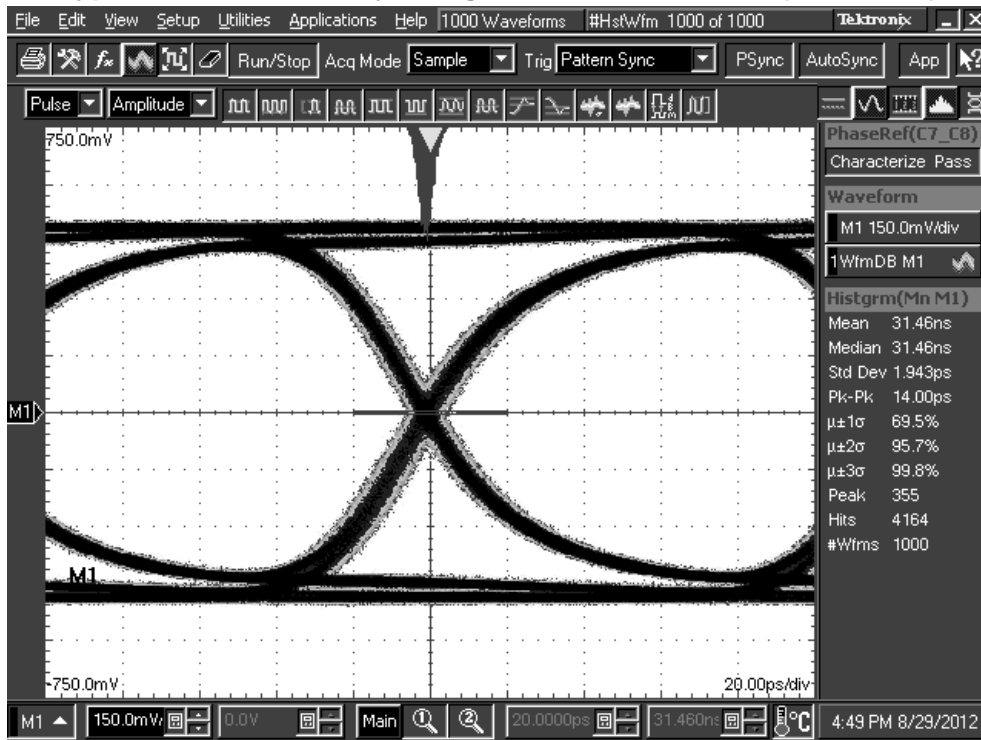 File Edit View Setup Utilities Applications Help 1000 Waveforms #HstWfm 1000 of 1000 Tektronix
Run/Stop Acq Mode Sample Trig Pattern Sync PSync AutoSync App
Pulse Amplitude
750.0mV
PhaseRef(C7_C8)
Characterize Pass
Waveform
M1 150.0mV/div
1WfmDB M1
Histgrm(Mn M1)
Mean 31.46ns
Median 31.46ns
Std Dev 1.943ps
Pk-Pk 14.00ps
M1
µ±1σ 69.5%
µ±2σ 95.7%
µ±3σ 99.8%
Peak 355
Hits 4164
#Wfms 1000
M1
-750.0mV 20.00ps/div
M1 150.0mV/ 0.0V Main 1 2 20.0000ps 31.460ns °C 4:49 PM 8/29/2012